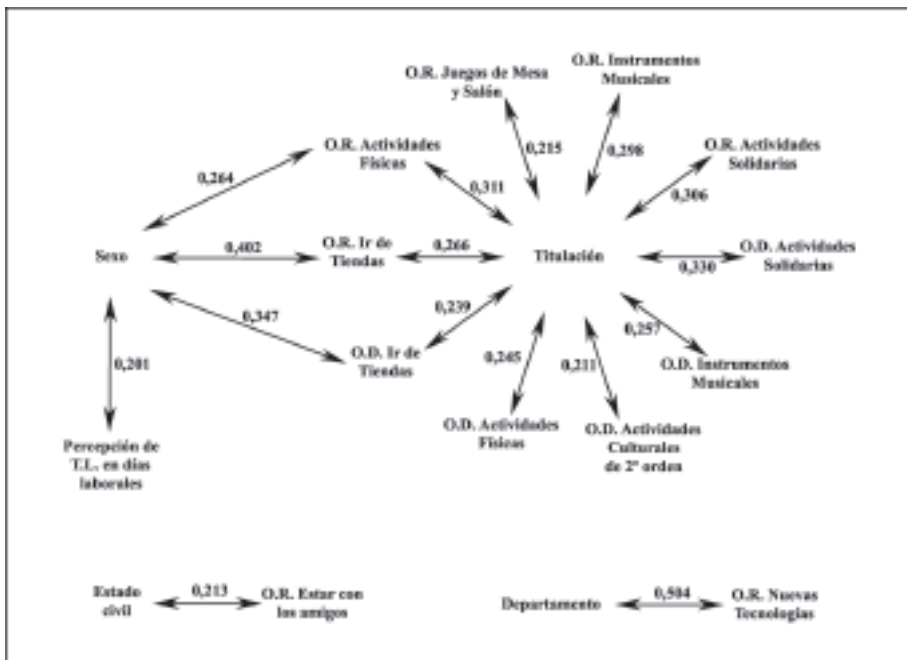 O.R. Juegos de Mesa
y Salón
O.R. Instrumentos
Musicales
O.R. Actividades
Físicas
O.R. Actividades
Solidarias
0,215
0,298
0,264
0,311
0,306
Sexo
0,402
O.R. Ir de
Tiendas
0,266
Titulación
0,330
O.D. Actividades
Solidarias
0,347
0,239
0,257
O.D. Ir de
Tiendas
0,201
0,245
0,211
O.D. Instrumentos
Musicales
O.D. Actividades
Físicas
O.D. Actividades
Culturales
de 2º orden
Percepción de
T.L. en días
laborales
Estado
civil
0,213
O.R. Estar con
los amigos
Departamento
0,504
O.R. Nuevas
Tecnologías